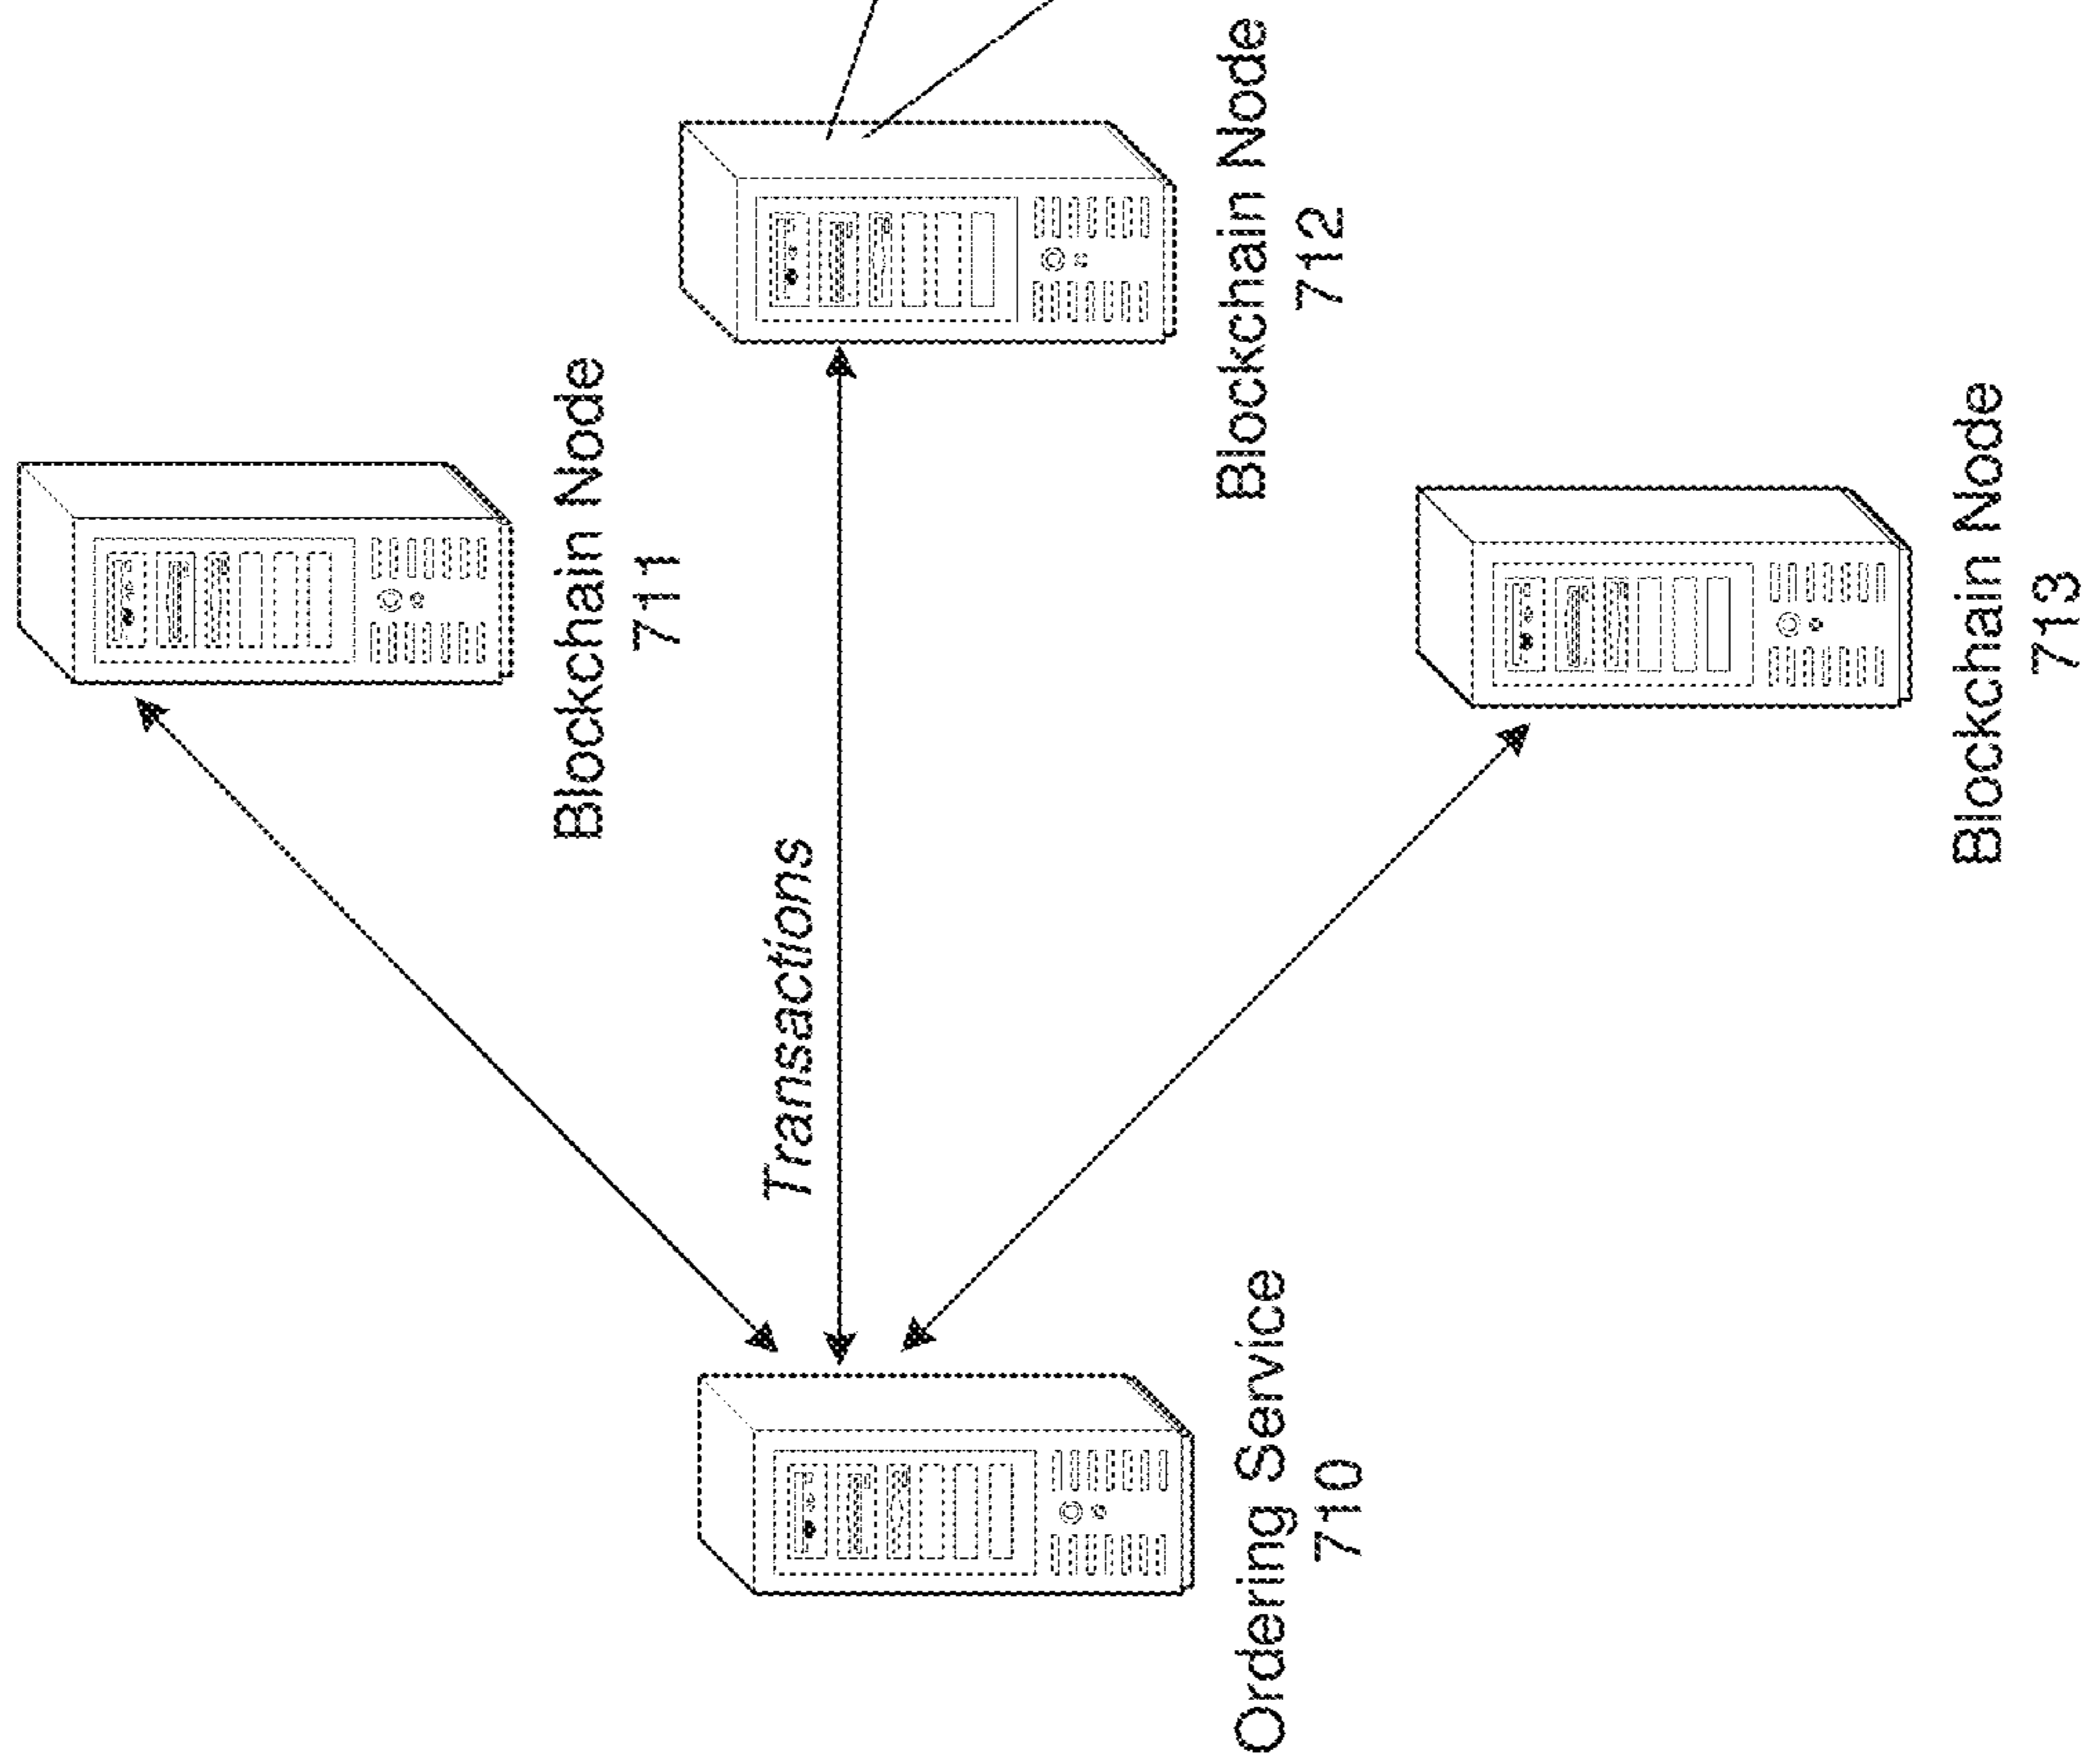 Blockchain Node
711
Transactions
Ordering Service
710
Blockchain Node
712
Blockchain Node
713